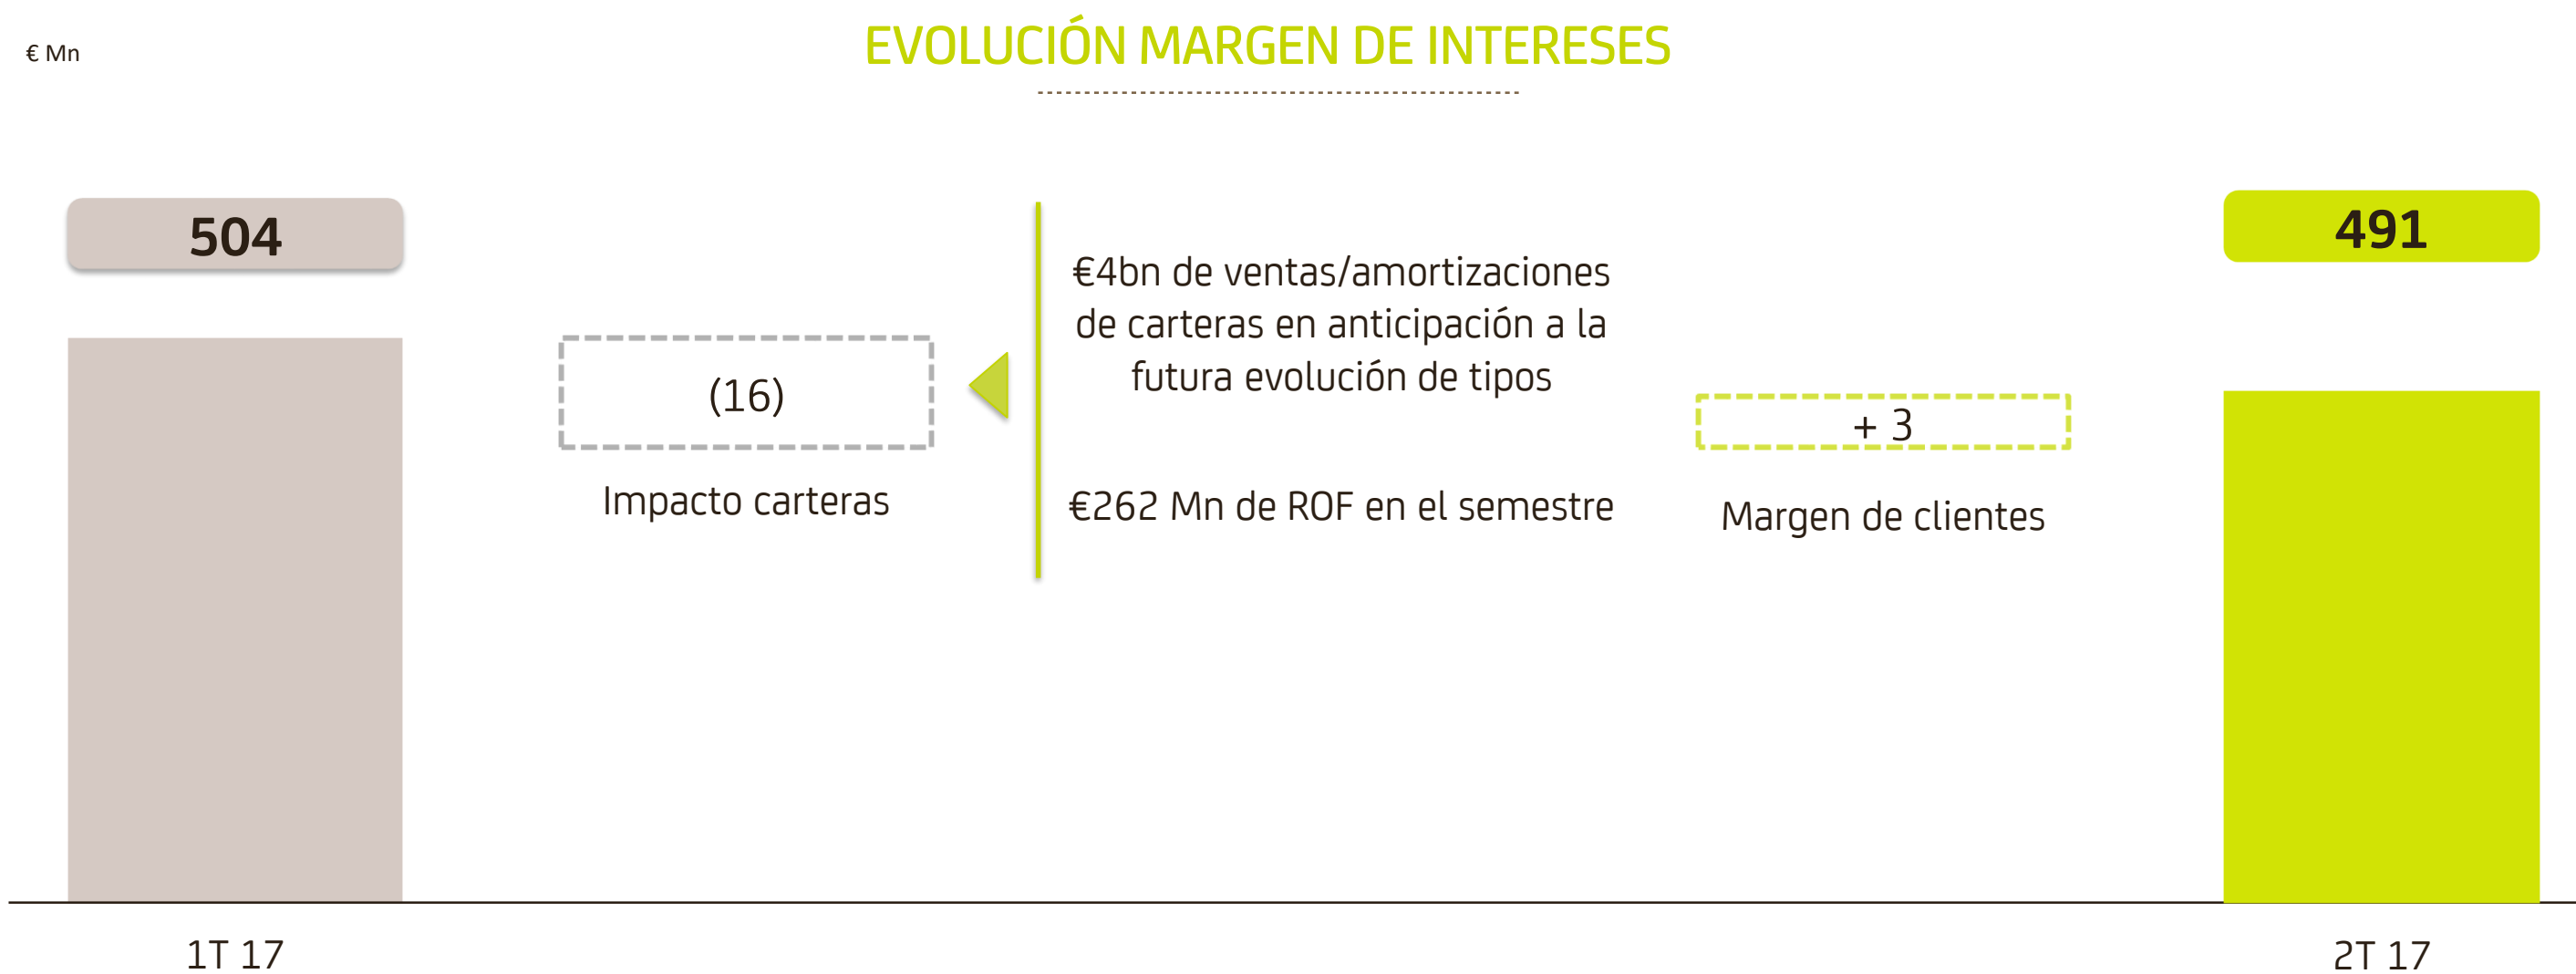 € Mn
EVOLUCIÓN MARGEN DE INTERESES
504
(16)
Impacto carteras
€4bn de ventas/amortizaciones
de carteras en anticipación a la
futura evolución de tipos
€262 Mn de ROF en el semestre
+ 3
Margen de clientes
491
1T 17
2T 17